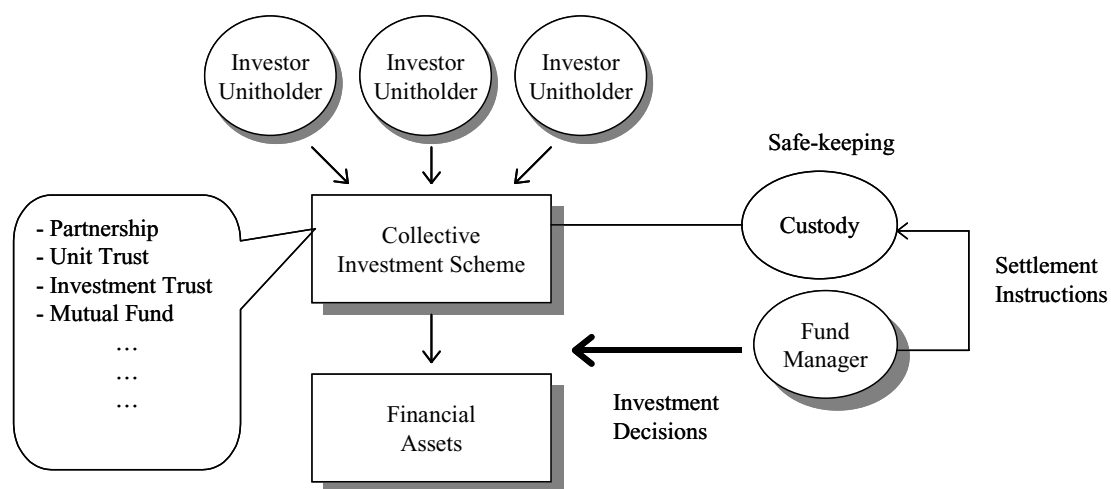 Investor
Unitholder
Investor
Unitholder
Investor
Unitholder
Safe-keeping
- Partnership
- Unit Trust
- Investment Trust
- Mutual Fund
…
…
…
Collective
Investment Scheme
Custody
Settlement
Instructions
Fund
Manager
Investment
Decisions
Financial
Assets